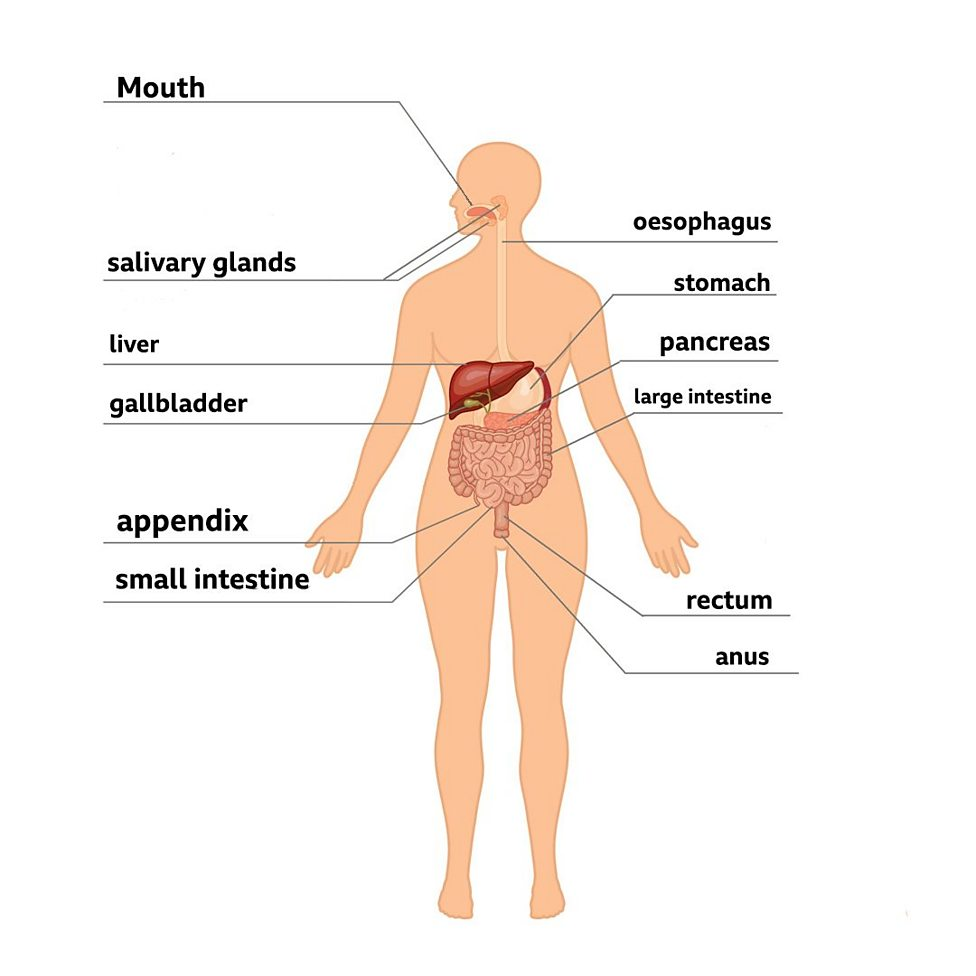 Mouth
salivary glands
liver
gallbladder
appendix
small intestine
oesophagus
stomach
pancreas
large intestine
rectum
anus